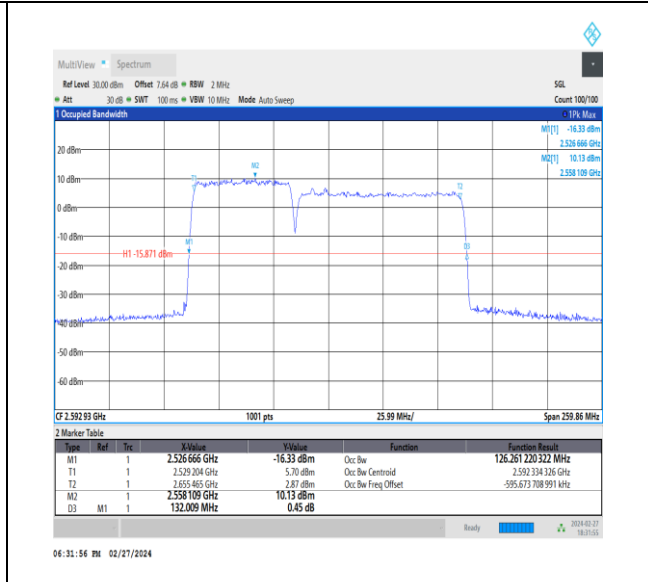 MultiView Spectrum
Ref Level 30.00 dBm Offset 7.64 dB RBW 2 MHz SGL
Att 30 dB SWT 100 ms VBW 10 MHz Mode Auto Sweep Count 100/100
1 Occupied Bandwidth 1Pk Max
M1[1] -16.33 dBm
2.526 666 GHz
20 dBm
M2[1] 10.13 dBm
2.558 109 GHz
M2
T1
T2
10 dBm
0 dBm
-10 dBm
M1
D3
H1 -15.871 dBm
-20 dBm
-30 dBm
-40 dBm
-50 dBm
-60 dBm
CF 2.592 93 GHz 1001 pts 25.99 MHz/ Span 259.86 MHz
2 Marker Table
Type Ref Trc X-Value Y-Value Function Function Result
M1 1 2.526 666 GHz -16.33 dBm Occ Bw 126.261 220 322 MHz
T1 1 2.529 204 GHz 5.70 dBm Occ Bw Centroid 2.592 334 326 GHz
T2 1 2.655 465 GHz 2.87 dBm Occ Bw Freq Offset -595.673 708 991 kHz
M2 1 2.558 109 GHz 10.13 dBm
D3 M1 1 132.009 MHz 0.45 dB
Ready 2024-02-27
18:31:55
06:31:56 PM 02/27/2024